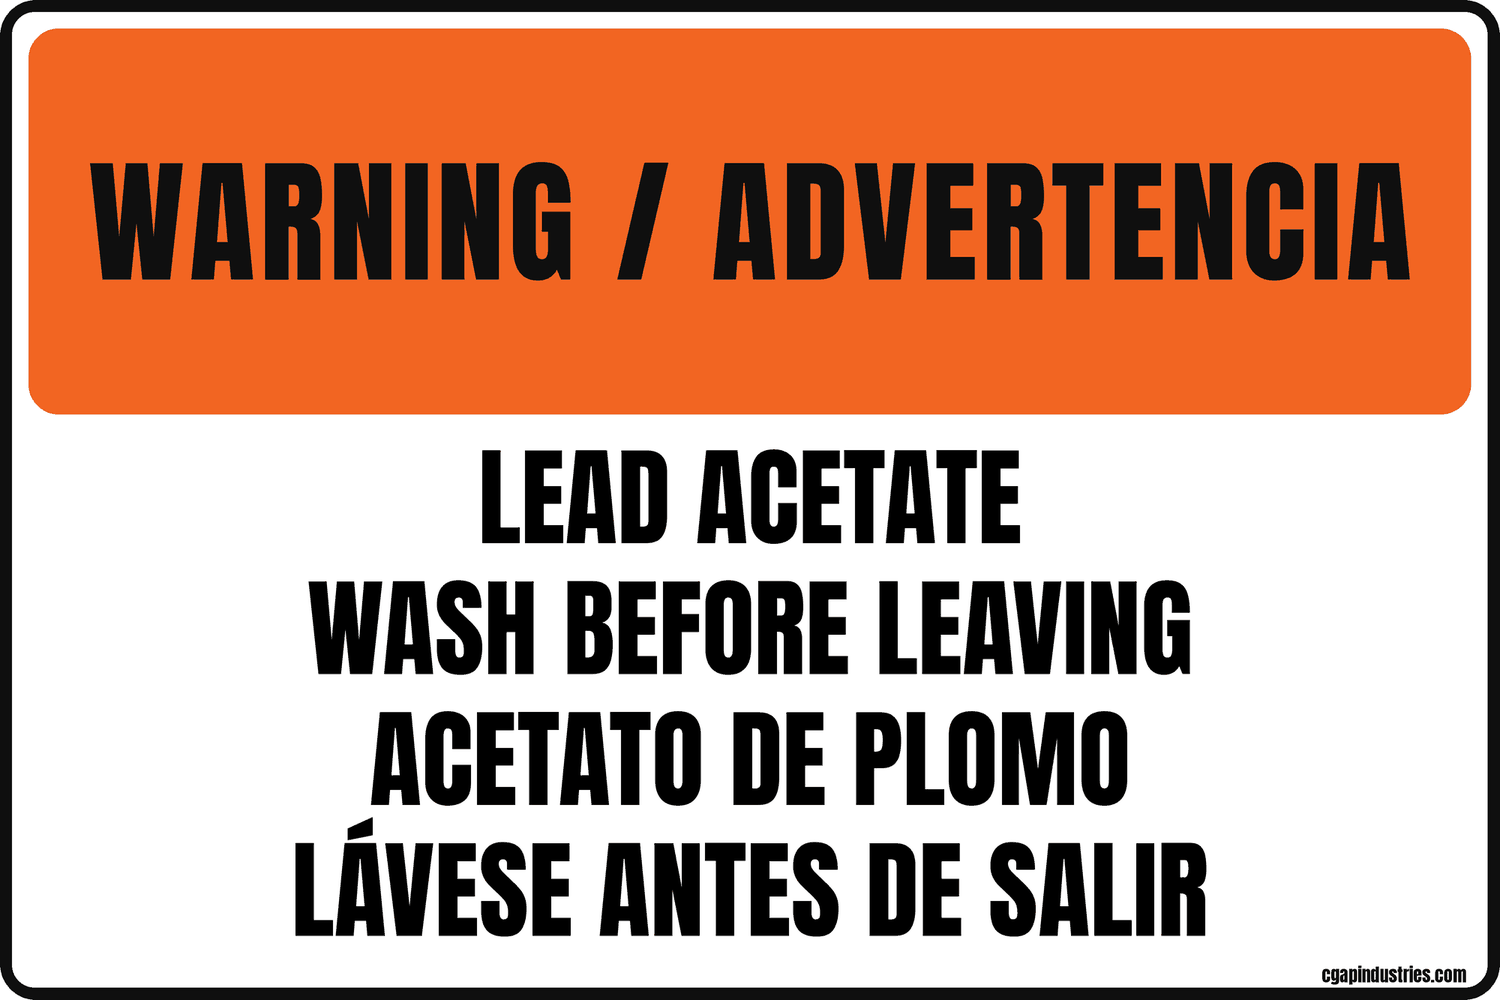 WARNING / ADVERTENCIA
LEAD ACETATE
WASH BEFORE LEAVING
ACETATO DE PLOMO
LÁVESE ANTES DE SALIR
cgapindustries.com